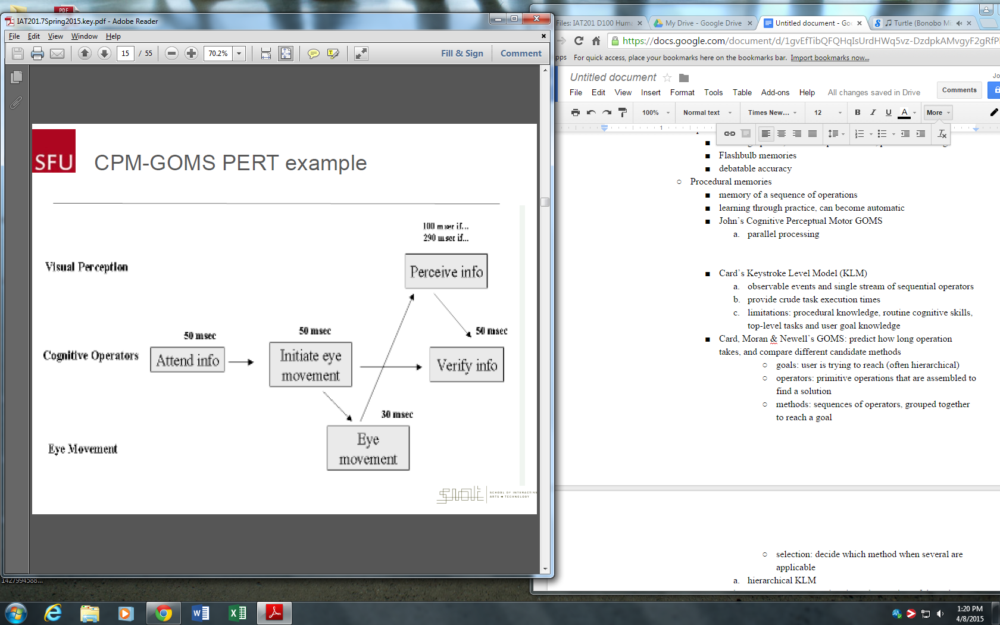 PDF
IAT201.7Spring2015.key.pdf - Adobe Reader
File Edit View Window Help
15 / 55
70.2%
Fill & Sign
Comment
SFU
CPM-GOMS PERT example
100 msec if...
290 msec if...
Visual Perception
Perceive info
50 msec
50 msec
50 msec
Cognitive Operators
Attend info
Initiate eye
movement
Verify info
30 msec
Eye Movement
Eye
movement
SCHOOL OF INTERACTIVE
ARTS + TECHNOLOGY
1427994588...
Files: IAT201 D100 Huma
My Drive - Google Drive
Untitled document - Goo
Turtle (Bonobo Mi
https://docs.google.com/document/d/1gvEfTibQFQHqIsUrdHWq5vz-DzdpkAMvgyF2gRfP
pps For quick access, place your bookmarks here on the bookmarks bar. Import bookmarks now...
Untitled document
Jo
File Edit View Insert Format Tools Table Add-ons Help All changes saved in Drive
Comments
100% Normal text Times New... 12 B I U A More
1
■ Flashbulb memories
■ debatable accuracy
○ Procedural memories
■ memory of a sequence of operations
■ learning through practice, can become automatic
■ John's Cognitive Perceptual Motor GOMS
a. parallel processing
■ Card's Keystroke Level Model (KLM)
a. observable events and single stream of sequential operators
b. provide crude task execution times
c. limitations: procedural knowledge, routine cognitive skills,
top-level tasks and user goal knowledge
■ Card, Moran & Newell's GOMS: predict how long operation
takes, and compare different candidate methods
○ goals: user is trying to reach (often hierarchical)
○ operators: primitive operations that are assembled to
find a solution
○ methods: sequences of operators, grouped together
to reach a goal
○ selection: decide which method when several are
applicable
a. hierarchical KLM
1:20 PM
4/8/2015